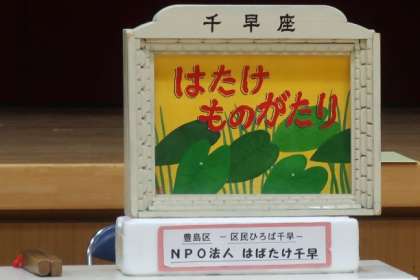 千早座
はたけ
ものがたり
豊島区 －区民ひろば千早－
NPO法人 はばたけ千早